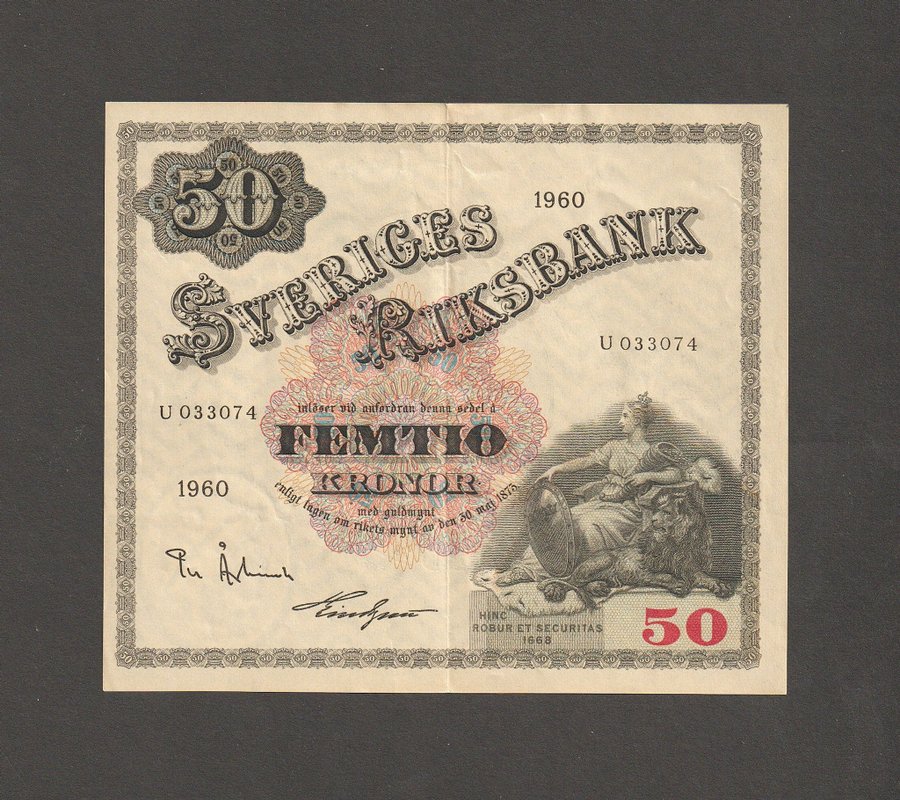 50
1960
SVERIGES
RIKSBANK
U 033074
U 033074
inlöser vid anfordran denna sedel å
FEMTIO
KRONOR
enligt lagen om rikets mynt av den 30 maj 1873.
med guldmynt
1960
HINC
ROBUR ET SECURITAS
1668
50